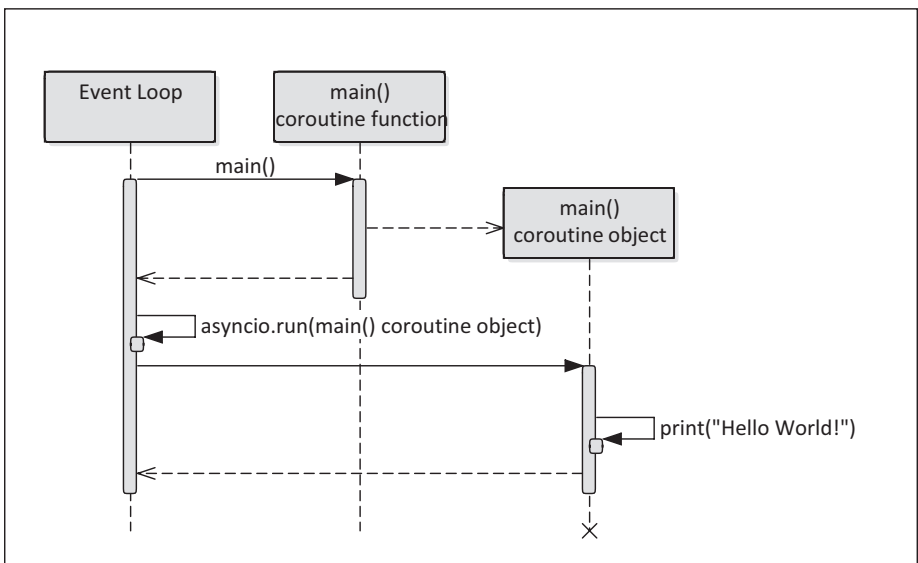 Event Loop
main()
coroutine function
main()
main()
coroutine object
asyncio.run(main() coroutine object)
print("Hello World!")